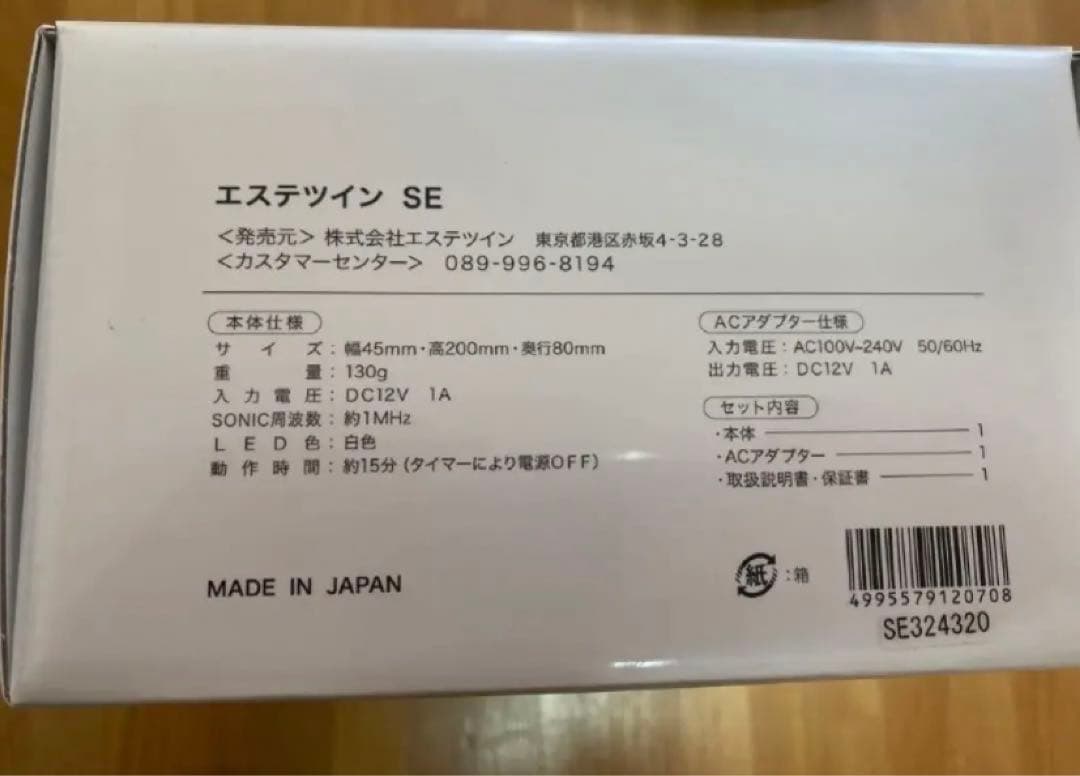 エステツイン SE
＜発売元＞ 株式会社エステツイン 東京都港区赤坂4-3-28
＜カスタマーセンター＞ 089-996-8194
本体仕様
サイズ：幅45mm・高200mm・奥行80mm
重量：130g
入力電圧：DC12V 1A
SONIC周波数：約1MHz
LED色：白色
動作時間：約15分（タイマーにより電源OFF）
ACアダプター仕様
入力電圧：AC100V~240V 50/60Hz
出力電圧：DC12V 1A
セット内容
・本体 1
・ACアダプター 1
・取扱説明書・保証書 1
MADE IN JAPAN
紙：箱
4995579120708
SE324320